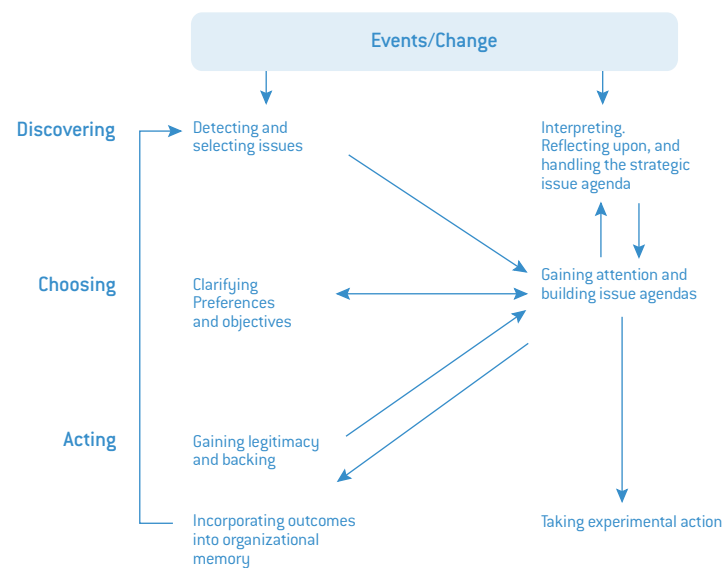 Events/Change
Discovering
Detecting and
selecting issues
Interpreting.
Reflecting upon, and
handling the strategic
issue agenda
Choosing
Clarifying
Preferences
and objectives
Gaining attention and
building issue agendas
Acting
Gaining legitimacy
and backing
Incorporating outcomes
into organizational
memory
Taking experimental action